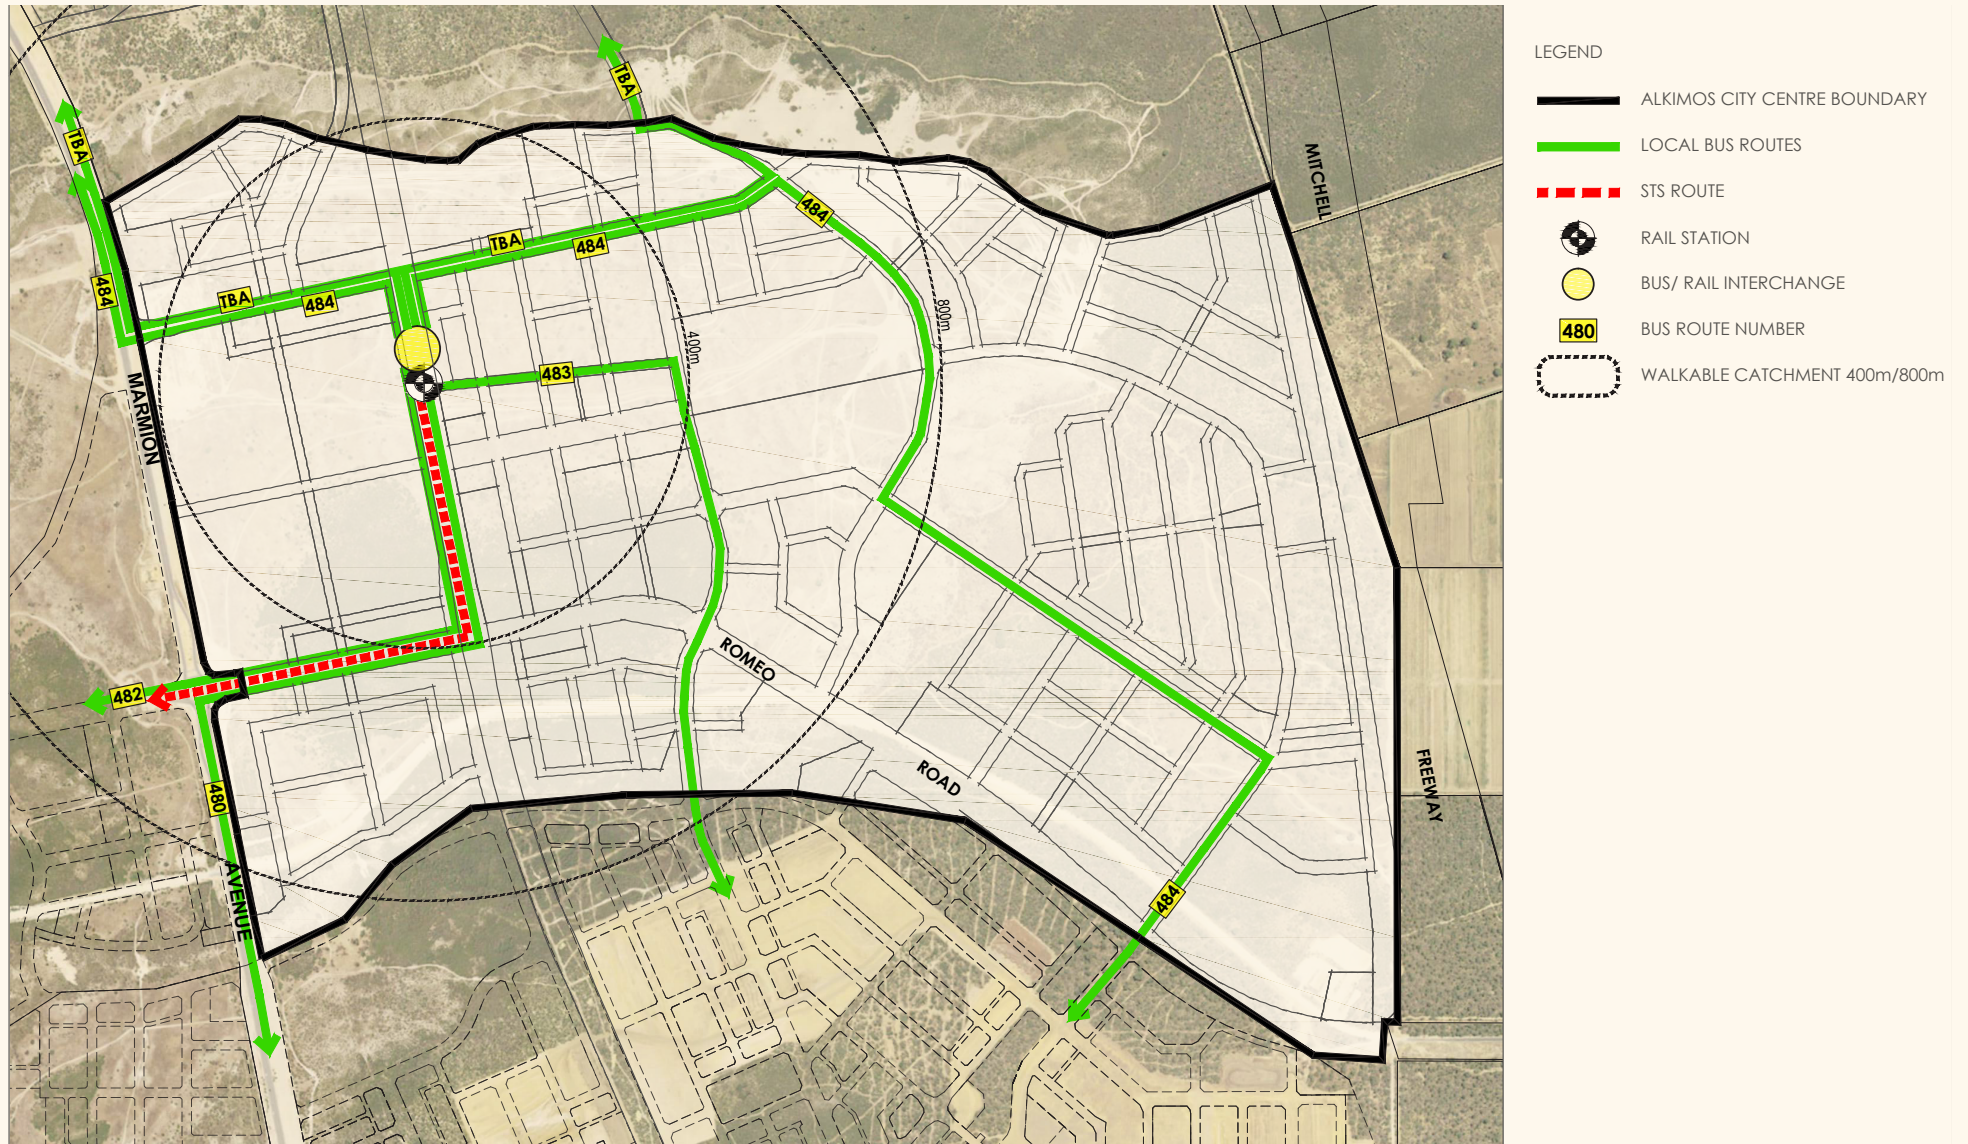 LEGEND
ALKIMOS CITY CENTRE BOUNDARY
LOCAL BUS ROUTES
STS ROUTE
RAIL STATION
BUS/ RAIL INTERCHANGE
480
BUS ROUTE NUMBER
WALKABLE CATCHMENT 400m/800m
TBA
TBA
MITCHELL
484
TBA
484
484
TBA
484
800m
400m
483
MARMION
ROMEO
482
ROAD
480
FREEWAY
AVENUE
484